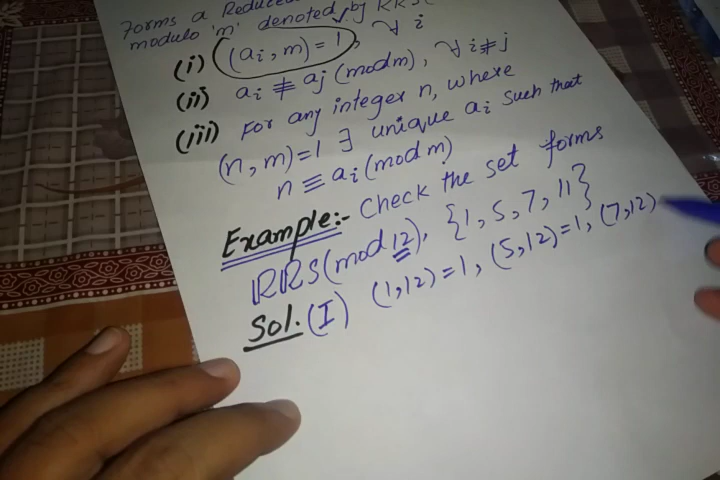 Forms a Reduced
modulo 'm' denoted by RRS(
(i) (ai, m) = 1, ∀ i
(ii) ai ≢ aj (mod m), ∀ i ≠ j
(iii) For any integer n, where
(n, m) = 1 ∃ unique ai such that
n ≡ ai (mod m)
Example:- Check the set forms
RRS (mod 12), {1, 5, 7, 11}
Sol. (I) (1,12) = 1, (5,12) = 1, (7,12)